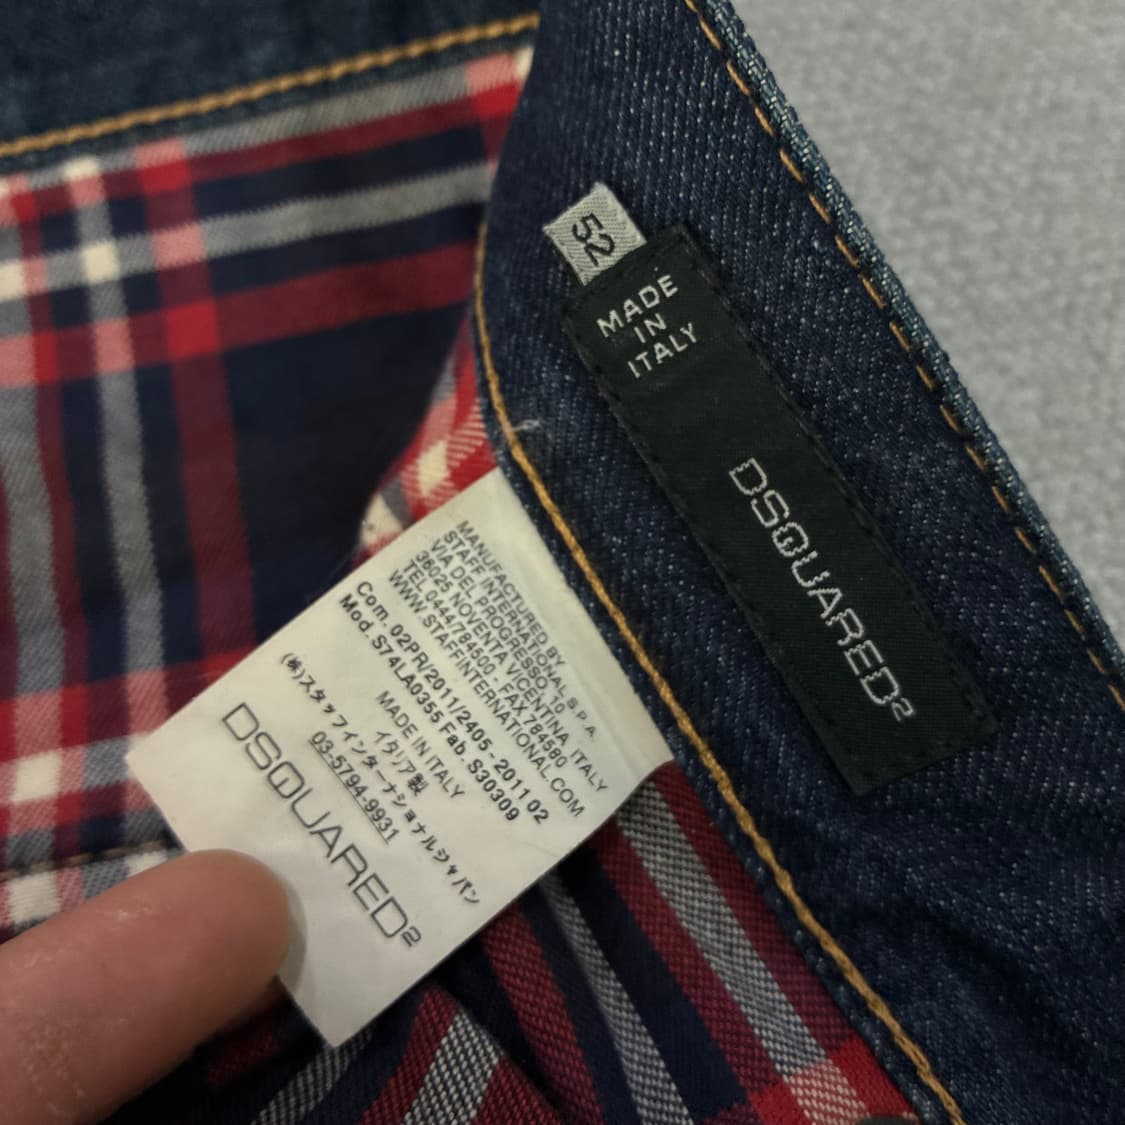 52
MADE
IN
ITALY
DSQUARED2
MANUFACTURED BY
STAFF INTERNATIONAL S.P.A.
VIA DEL PROGRESSO, 10
36025 NOVENTA VICENTINA ITALY
TEL.0444/784500 - FAX 784580
WWW.STAFFINTERNATIONAL.COM
Com. 02PR/2011/2405 - 2011 02
Mod. S74LA0355 Fab. S30309
MADE IN ITALY
イタリア製
(株)スタッフインターナショナルジャパン
03-5794-9931
DSQUARED2